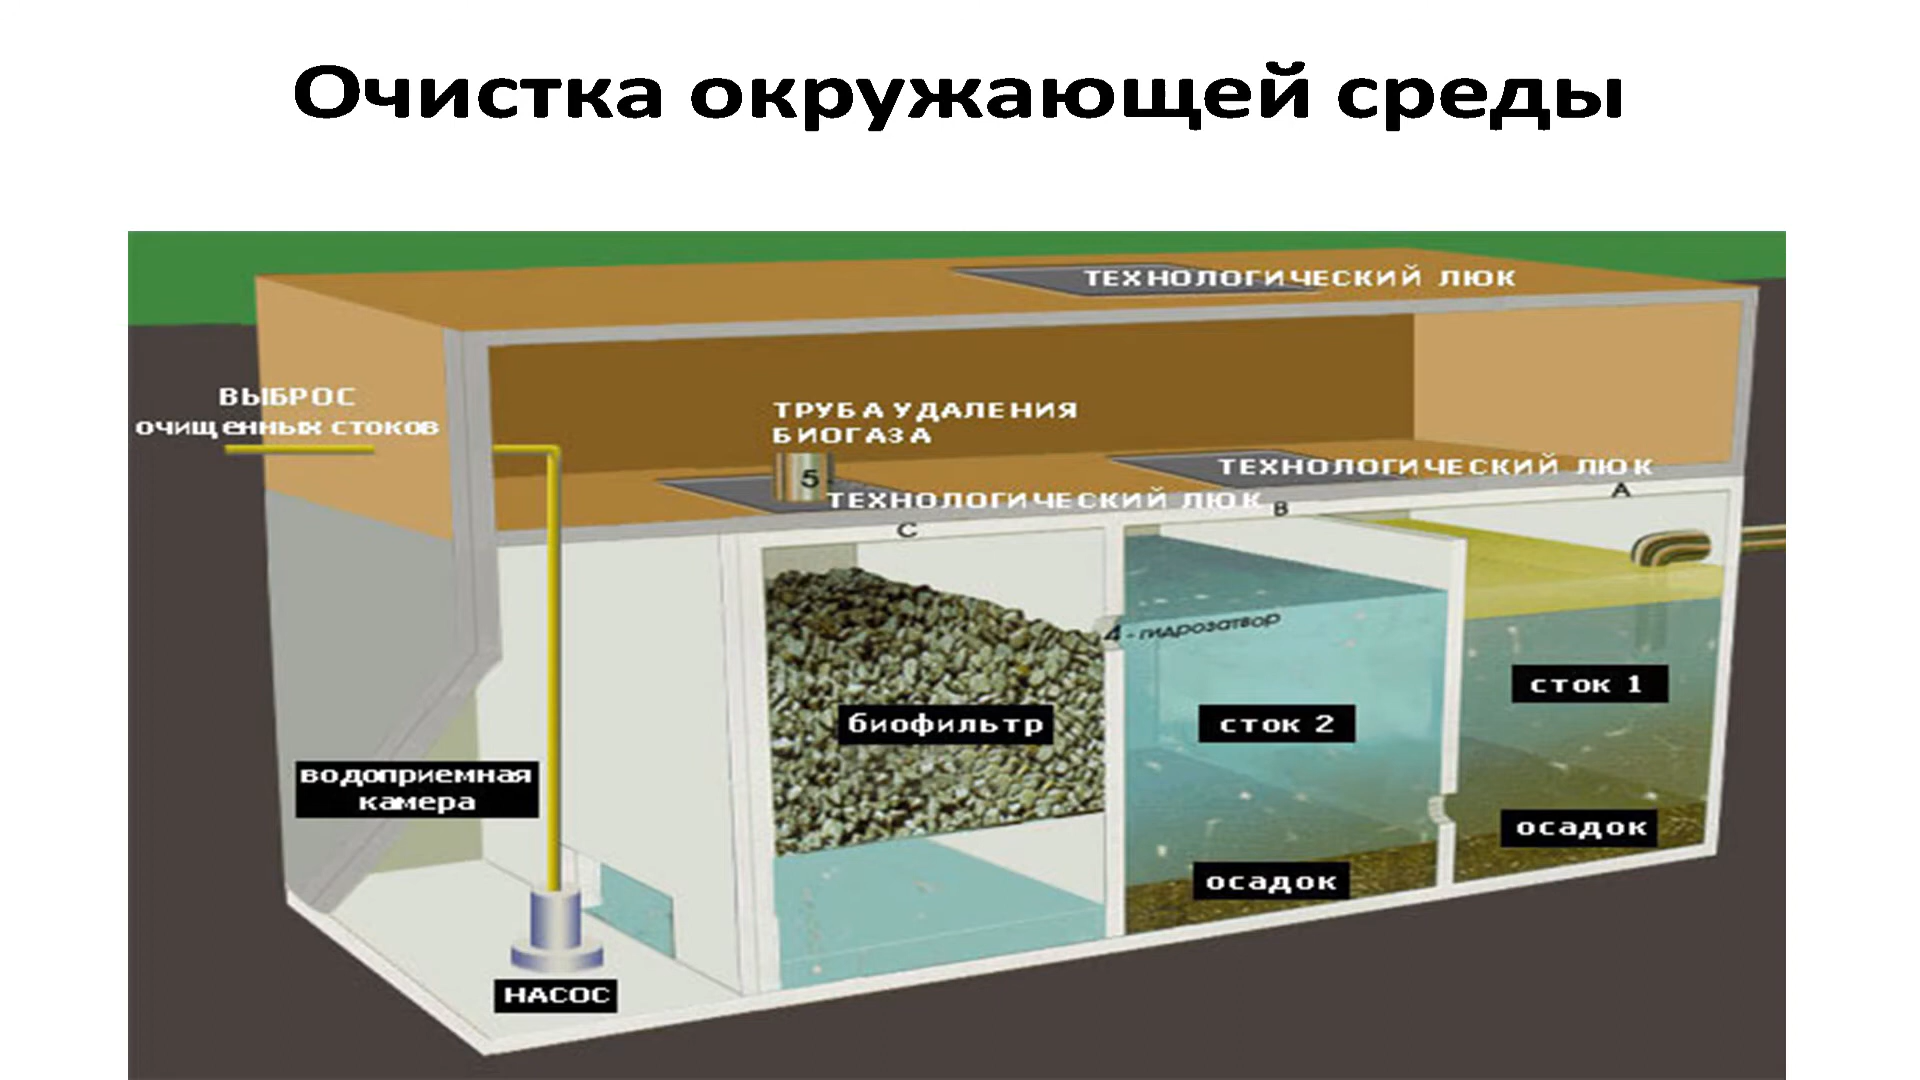 Очистка окружающей среды
ТЕХНОЛОГИЧЕСКИЙ ЛЮК
ВЫБРОС
очищенных стоков
ТРУБА УДАЛЕНИЯ
БИОГАЗА
5
ТЕХНОЛОГИЧЕСКИЙ ЛЮК
A
ТЕХНОЛОГИЧЕСКИЙ ЛЮК
B
C
4 - гидрозатвор
сток 1
биофильтр
сток 2
водоприемная
камера
осадок
осадок
НАСОС